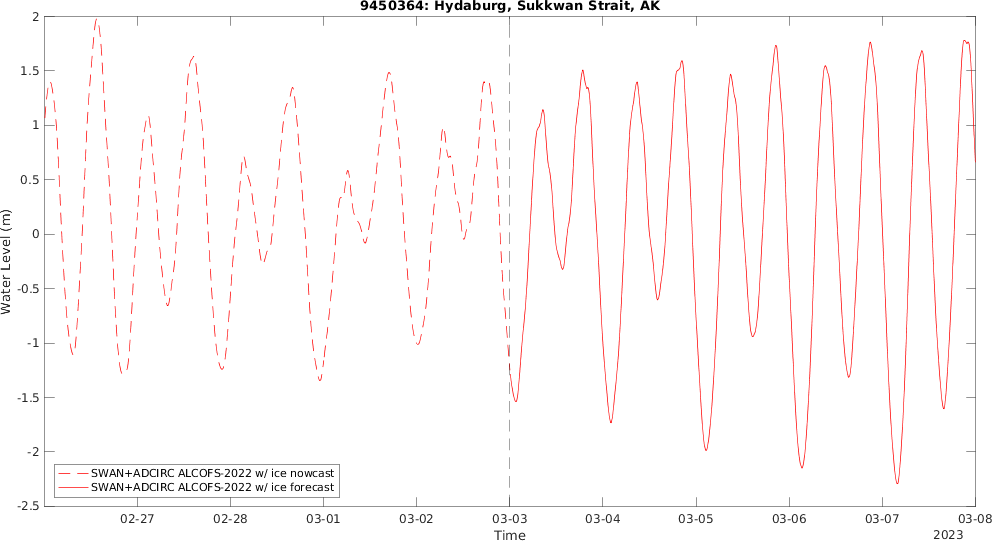 9450364: Hydaburg, Sukkwan Strait, AK
Water Level (m)
2
1.5
1
0.5
0
-0.5
-1
-1.5
-2
-2.5
SWAN+ADCIRC ALCOFS-2022 w/ ice nowcast
SWAN+ADCIRC ALCOFS-2022 w/ ice forecast
02-27 02-28 03-01 03-02 03-03 03-04 03-05 03-06 03-07 03-08
Time
2023